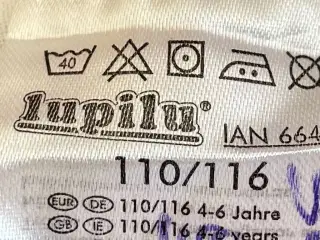 40
lupilu®
IAN 664
110/116
EUR DE 110/116 4-6 Jahre
GB IE 110/116 4-6 years